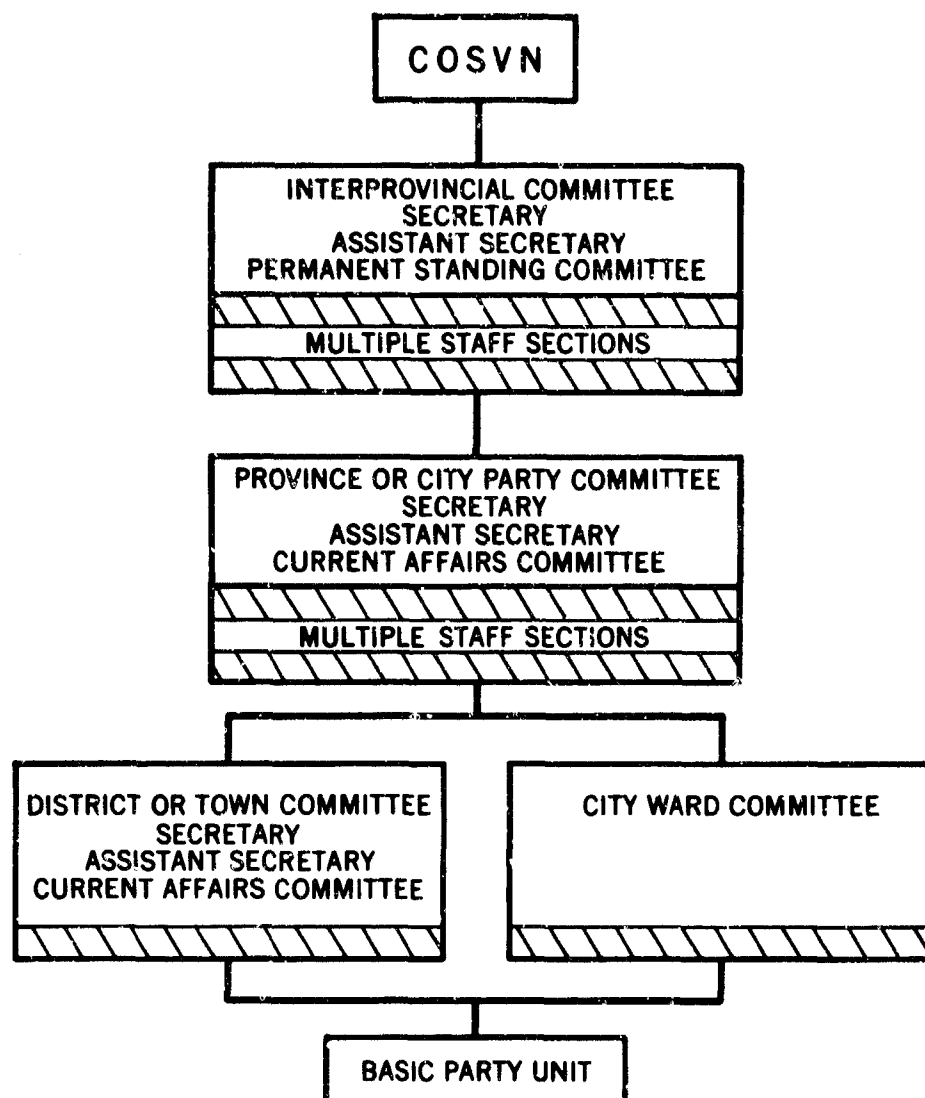 COSVN
INTERPROVINCIAL COMMITTEE
SECRETARY
ASSISTANT SECRETARY
PERMANENT STANDING COMMITTEE
MULTIPLE STAFF SECTIONS
PROVINCE OR CITY PARTY COMMITTEE
SECRETARY
ASSISTANT SECRETARY
CURRENT AFFAIRS COMMITTEE
MULTIPLE STAFF SECTIONS
DISTRICT OR TOWN COMMITTEE
SECRETARY
ASSISTANT SECRETARY
CURRENT AFFAIRS COMMITTEE
CITY WARD COMMITTEE
BASIC PARTY UNIT